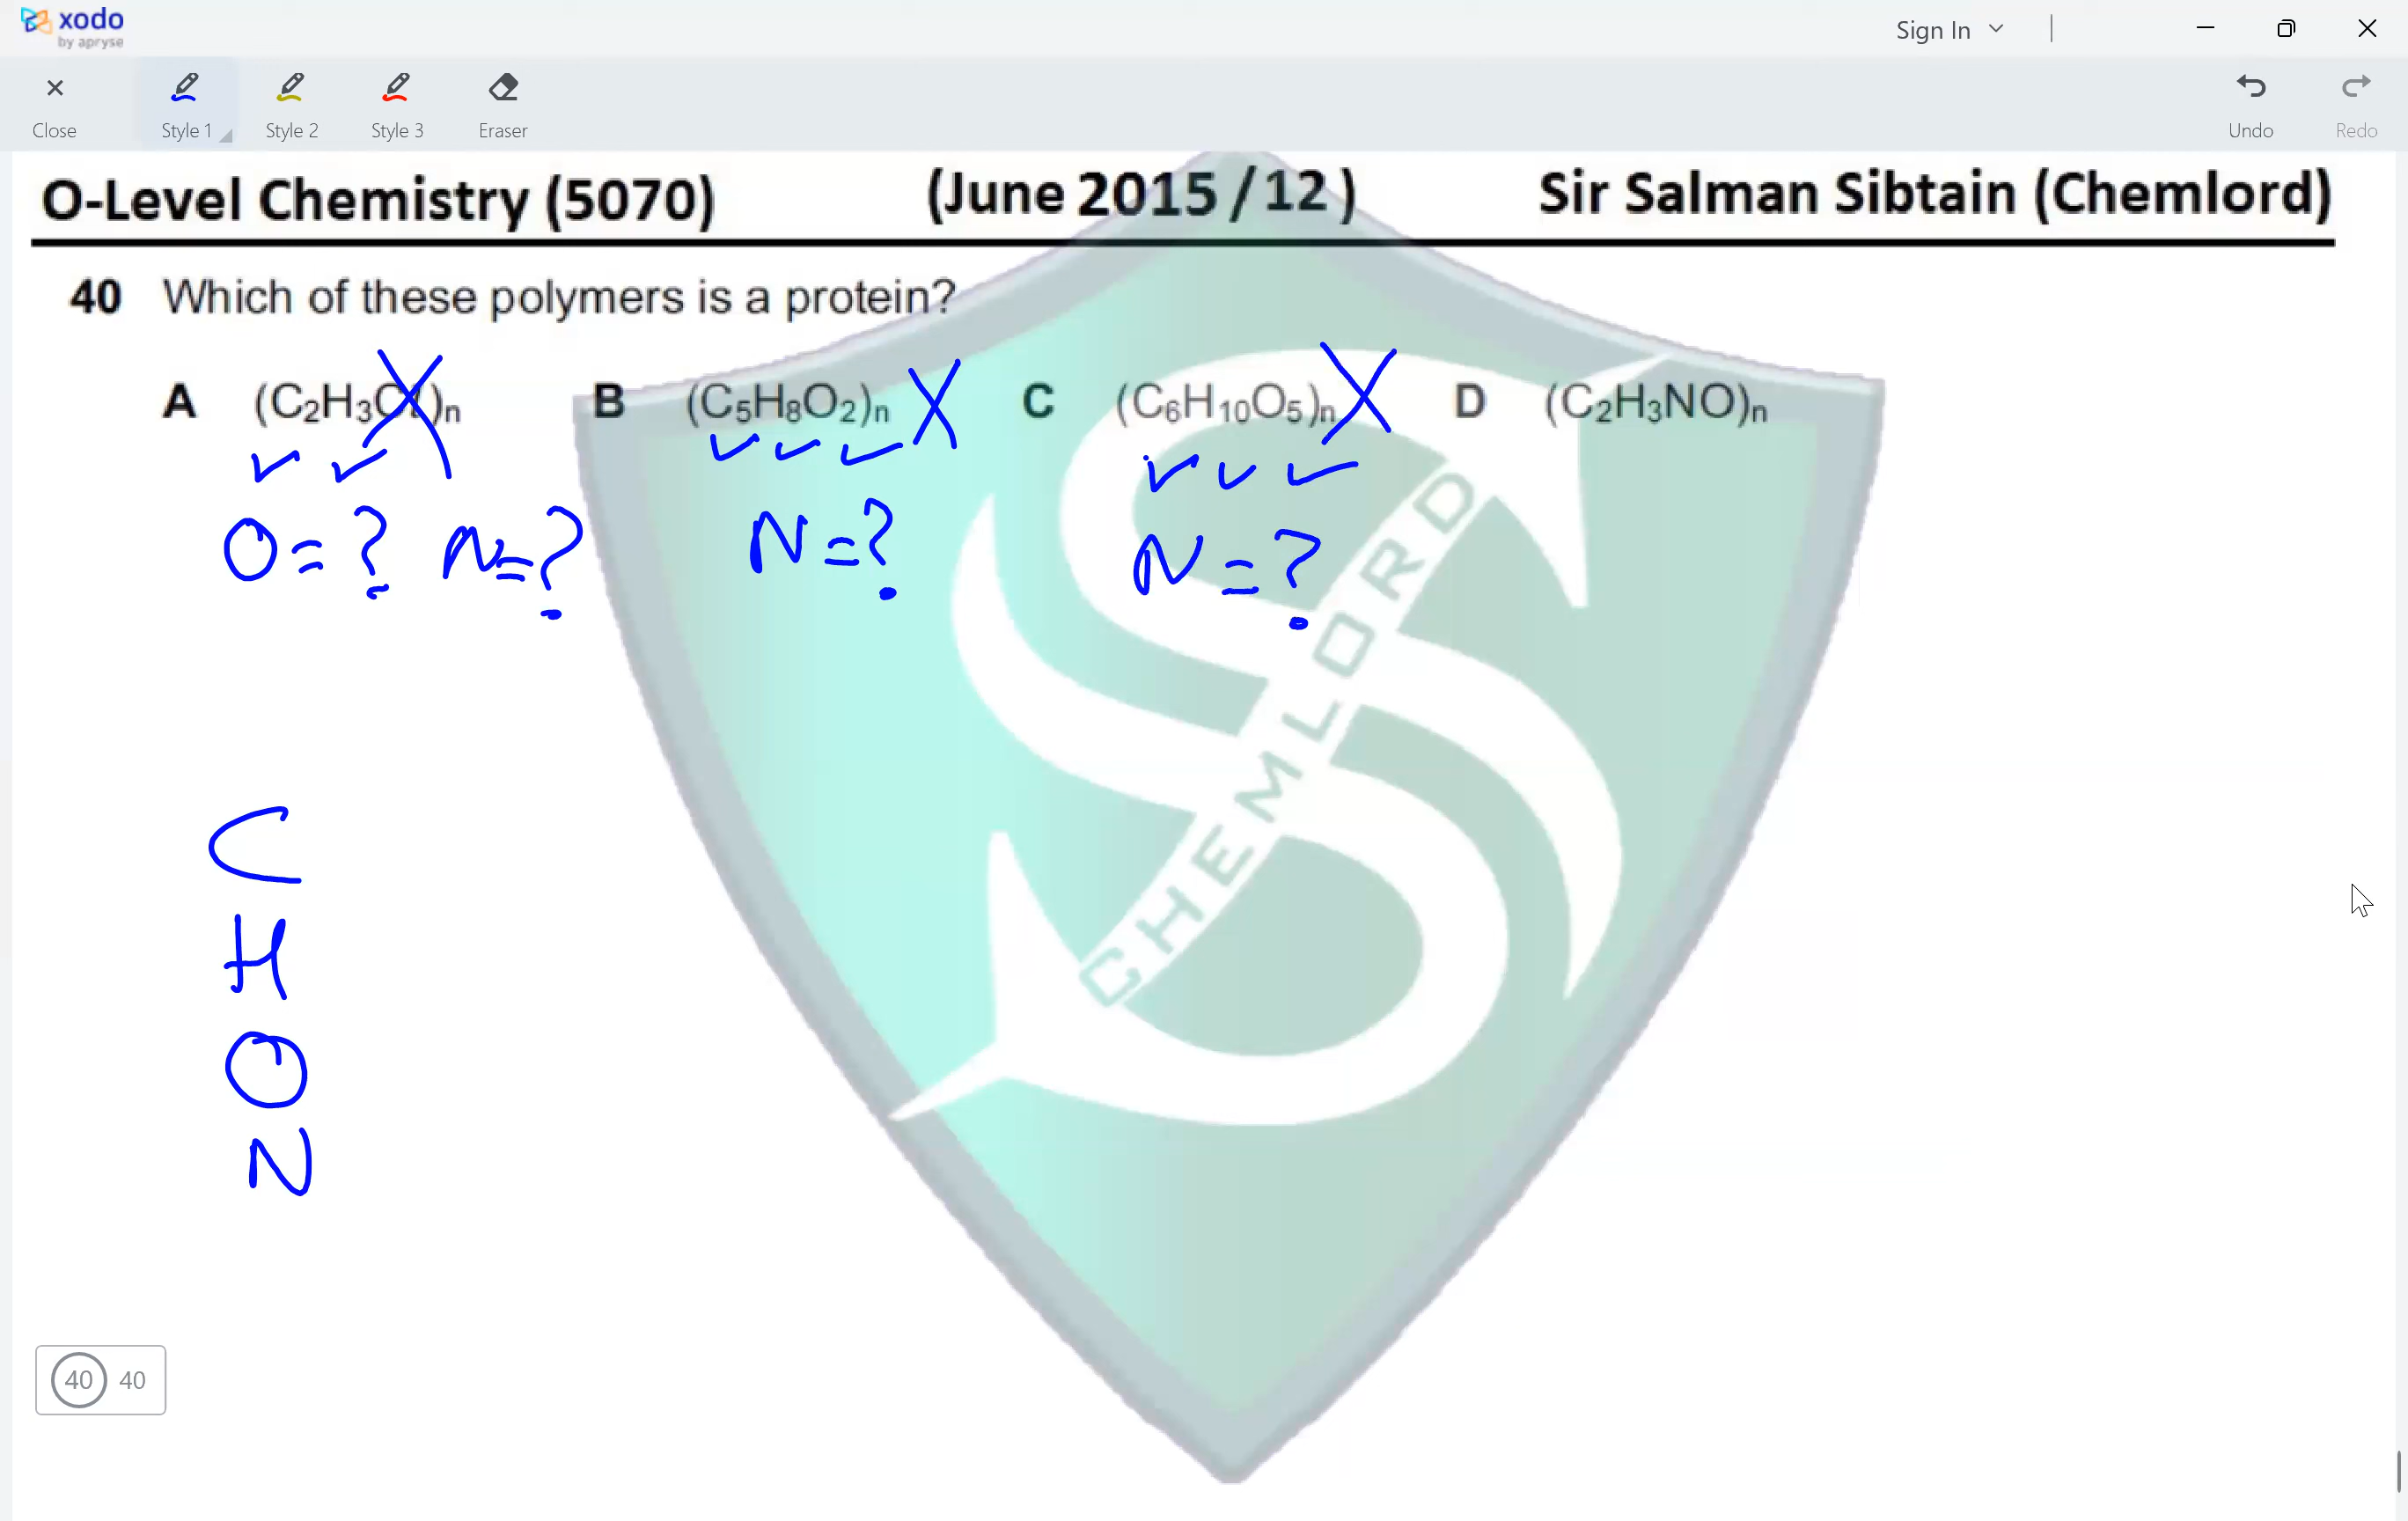 xodo
by apryse
Sign In
Close
Style 1
Style 2
Style 3
Eraser
Undo
Redo
O-Level Chemistry (5070) (June 2015 / 12) Sir Salman Sibtain (Chemlord)
40 Which of these polymers is a protein?
A (C₂H₃Cl)ₙ B (C₅H₈O₂)ₙ C (C₆H₁₀O₅)ₙ D (C₂H₃NO)ₙ
O = ? N = ? N = ? N = ?
CHEMLORD
C
H
O
N
40 40